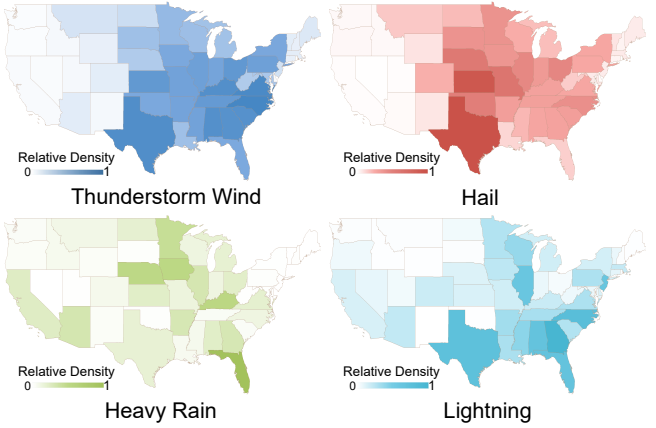 Relative Density
0 1
Thunderstorm Wind
Relative Density
0 1
Hail
Relative Density
0 1
Heavy Rain
Relative Density
0 1
Lightning